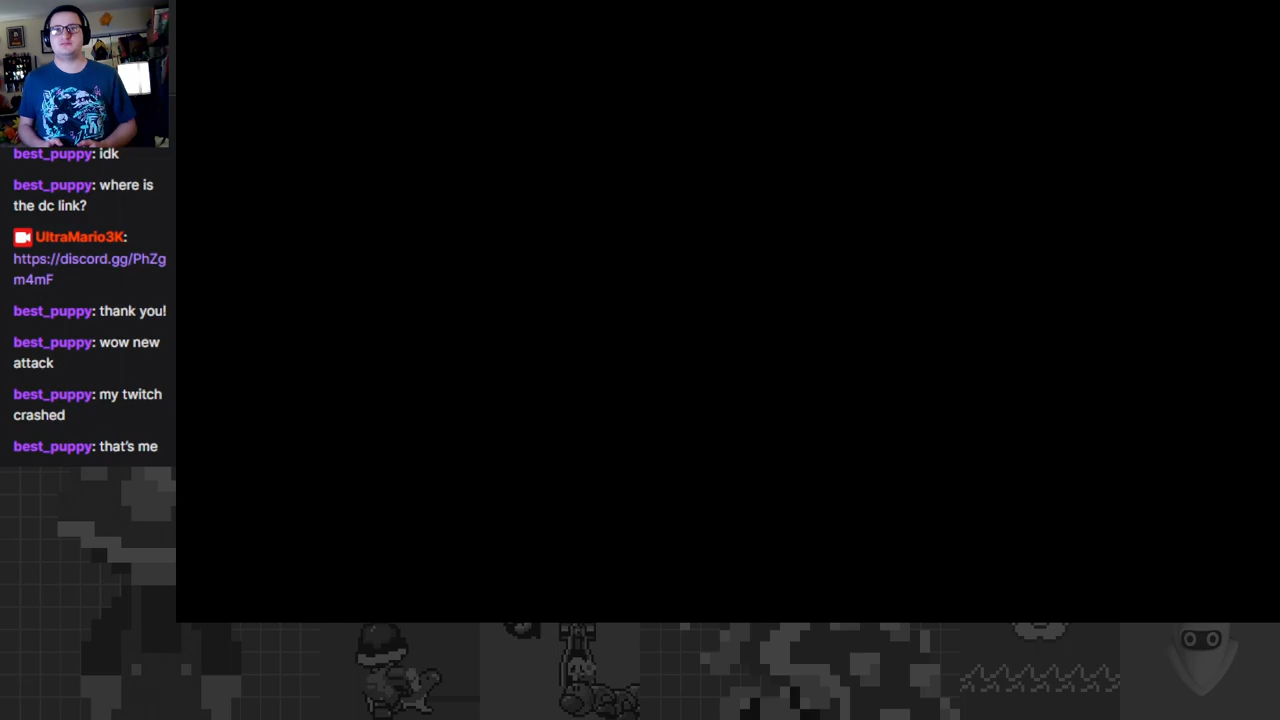 best_puppy: idk
best_puppy: where is
the dc link?
UltraMario3K:
https://discord.gg/PhZg
m4mF
best_puppy: thank you!
best_puppy: wow new
attack
best_puppy: my twitch
crashed
best_puppy: that's me